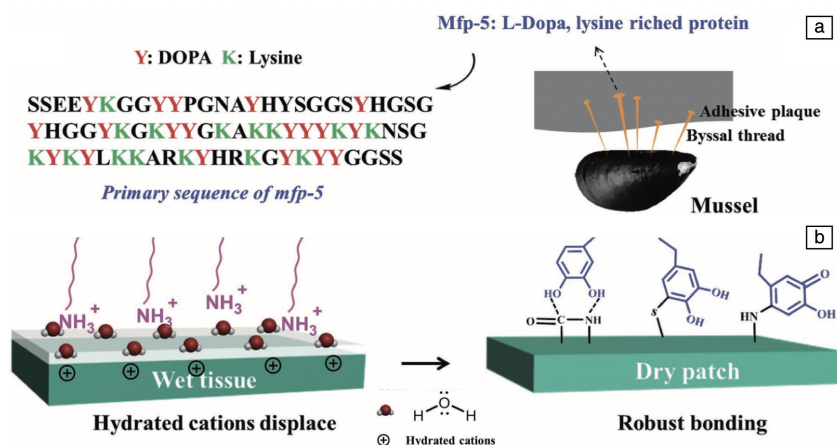 a
Mfp-5: L-Dopa, lysine riched protein
Y: DOPA K: Lysine
SSEEYKGGYYPGNAYHYSGGSYHGSG
YHGGYKGKYYGKAKKYYYKYKNSG
KYKYLKKARKYHRKGYKYYGGSS
Primary sequence of mfp-5
Adhesive plaque
Byssal thread
Mussel
b
NH3+
NH3+
NH3+
NH3+
Wet tissue
Hydrated cations displace
H O H
Hydrated cations
HO OH
O=C—NH
S OH
OH
O
OH
HN
Dry patch
Robust bonding